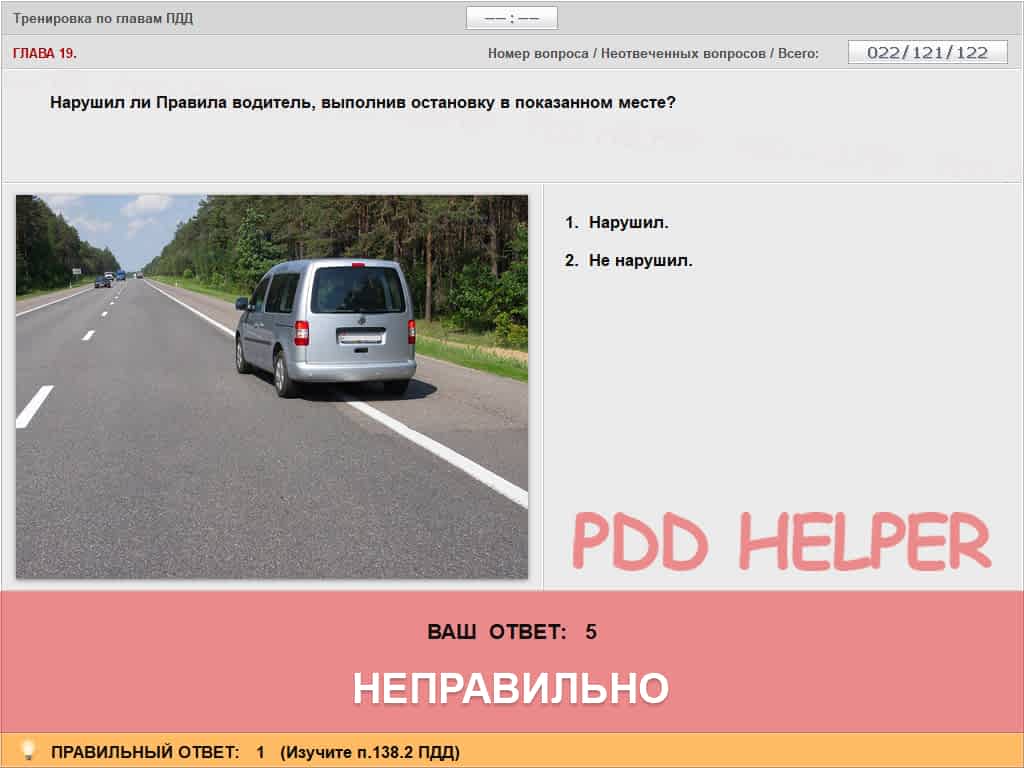 Тренировка по главам ПДД
—— : ——
ГЛАВА 19.
Номер вопроса / Неотвеченных вопросов / Всего: 022/121/122
Нарушил ли Правила водитель, выполнив остановку в показанном месте?
1. Нарушил.
2. Не нарушил.
PDD HELPER
ВАШ ОТВЕТ: 5
НЕПРАВИЛЬНО
ПРАВИЛЬНЫЙ ОТВЕТ: 1 (Изучите п.138.2 ПДД)